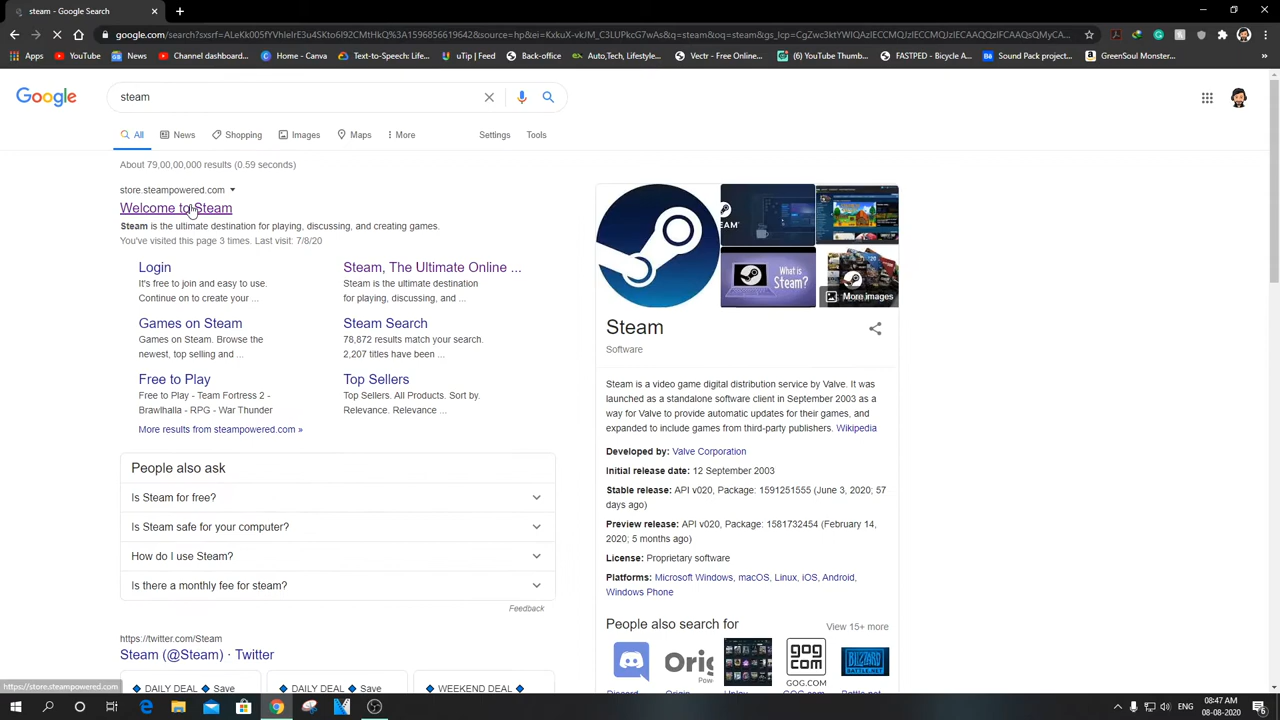 steam - Google Search
google.com/search?sxsrf=
steam
YouTube
Channel dashboard...
News
Home - Canva
Text-to-Speech: Life...
uTip | Feed
Back-office
Auto,Tech, Lifestyle...
Vectr - Free Online...
(6) YouTube Thumb...
FASTPED - Bicycle A...
Sound Pack project...
GreenSoul Monster...
Google
steam
All
News
Shopping
Images
Maps
More
Settings
Tools
About 79,00,00,000 results (0.59 seconds)
store.steampowered.com
Welcome to Steam
Steam is the ultimate destination for playing, discussing, and creating games.
You've visited this page 3 times. Last visit: 7/8/20
Login
It's free to join and easy to use.
Continue on to create your ...
Steam, The Ultimate Online ...
Steam is the ultimate destination
for playing, discussing, and ...
Games on Steam
Games on Steam. Browse the
newest, top selling and ...
Steam Search
78,872 results match your search.
2,207 titles have been ...
Free to Play
Free to Play - Team Fortress 2 -
Brawlhalla - RPG - War Thunder
Top Sellers
Top Sellers. All Products. Sort by.
Relevance. Relevance ...
More results from steampowered.com »
People also ask
Is Steam for free?
Is Steam safe for your computer?
How do I use Steam?
Is there a monthly fee for steam?
Feedback
https://twitter.com/Steam
Steam (@Steam) · Twitter
DAILY DEAL
Save
DAILY DEAL
Save
WEEKEND DEAL
What is
Steam?
More images
Steam
Software
Steam is a video game digital distribution service by Valve. It was
launched as a standalone software client in September 2003 as a
way for Valve to provide automatic updates for their games, and
expanded to include games from third-party publishers. Wikipedia
Developed by: Valve Corporation
Initial release date: 12 September 2003
Stable release: API v020, Package: 1591251555 (June 3, 2020; 57
days ago)
Preview release: API v020, Package: 1581732454 (February 14,
2020; 5 months ago)
License: Proprietary software
Platforms: Microsoft Windows, macOS, Linux, iOS, Android,
Windows Phone
People also search for
View 15+ more
GOG
COM
GOG.COM
BLIZZARD
BATTLE.NET
Discord
Origin
Uplay
GOG.com
Battle.net
https://store.steampowered.com
ENG
08:47 AM
08-08-2020